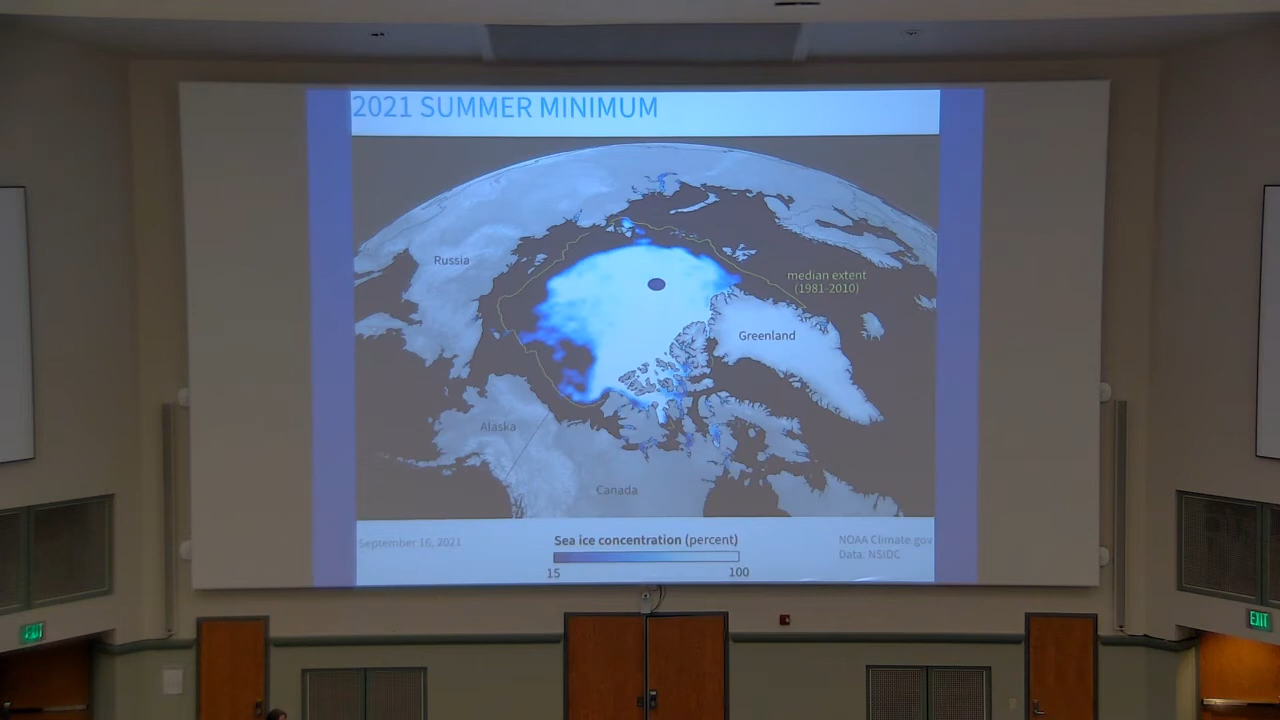 2021 SUMMER MINIMUM
Russia
median extent
(1981-2010)
Greenland
Alaska
Canada
September 16, 2021
Sea ice concentration (percent)
15
100
NOAA Climate.gov
Data: NSIDC
EXIT
EXIT